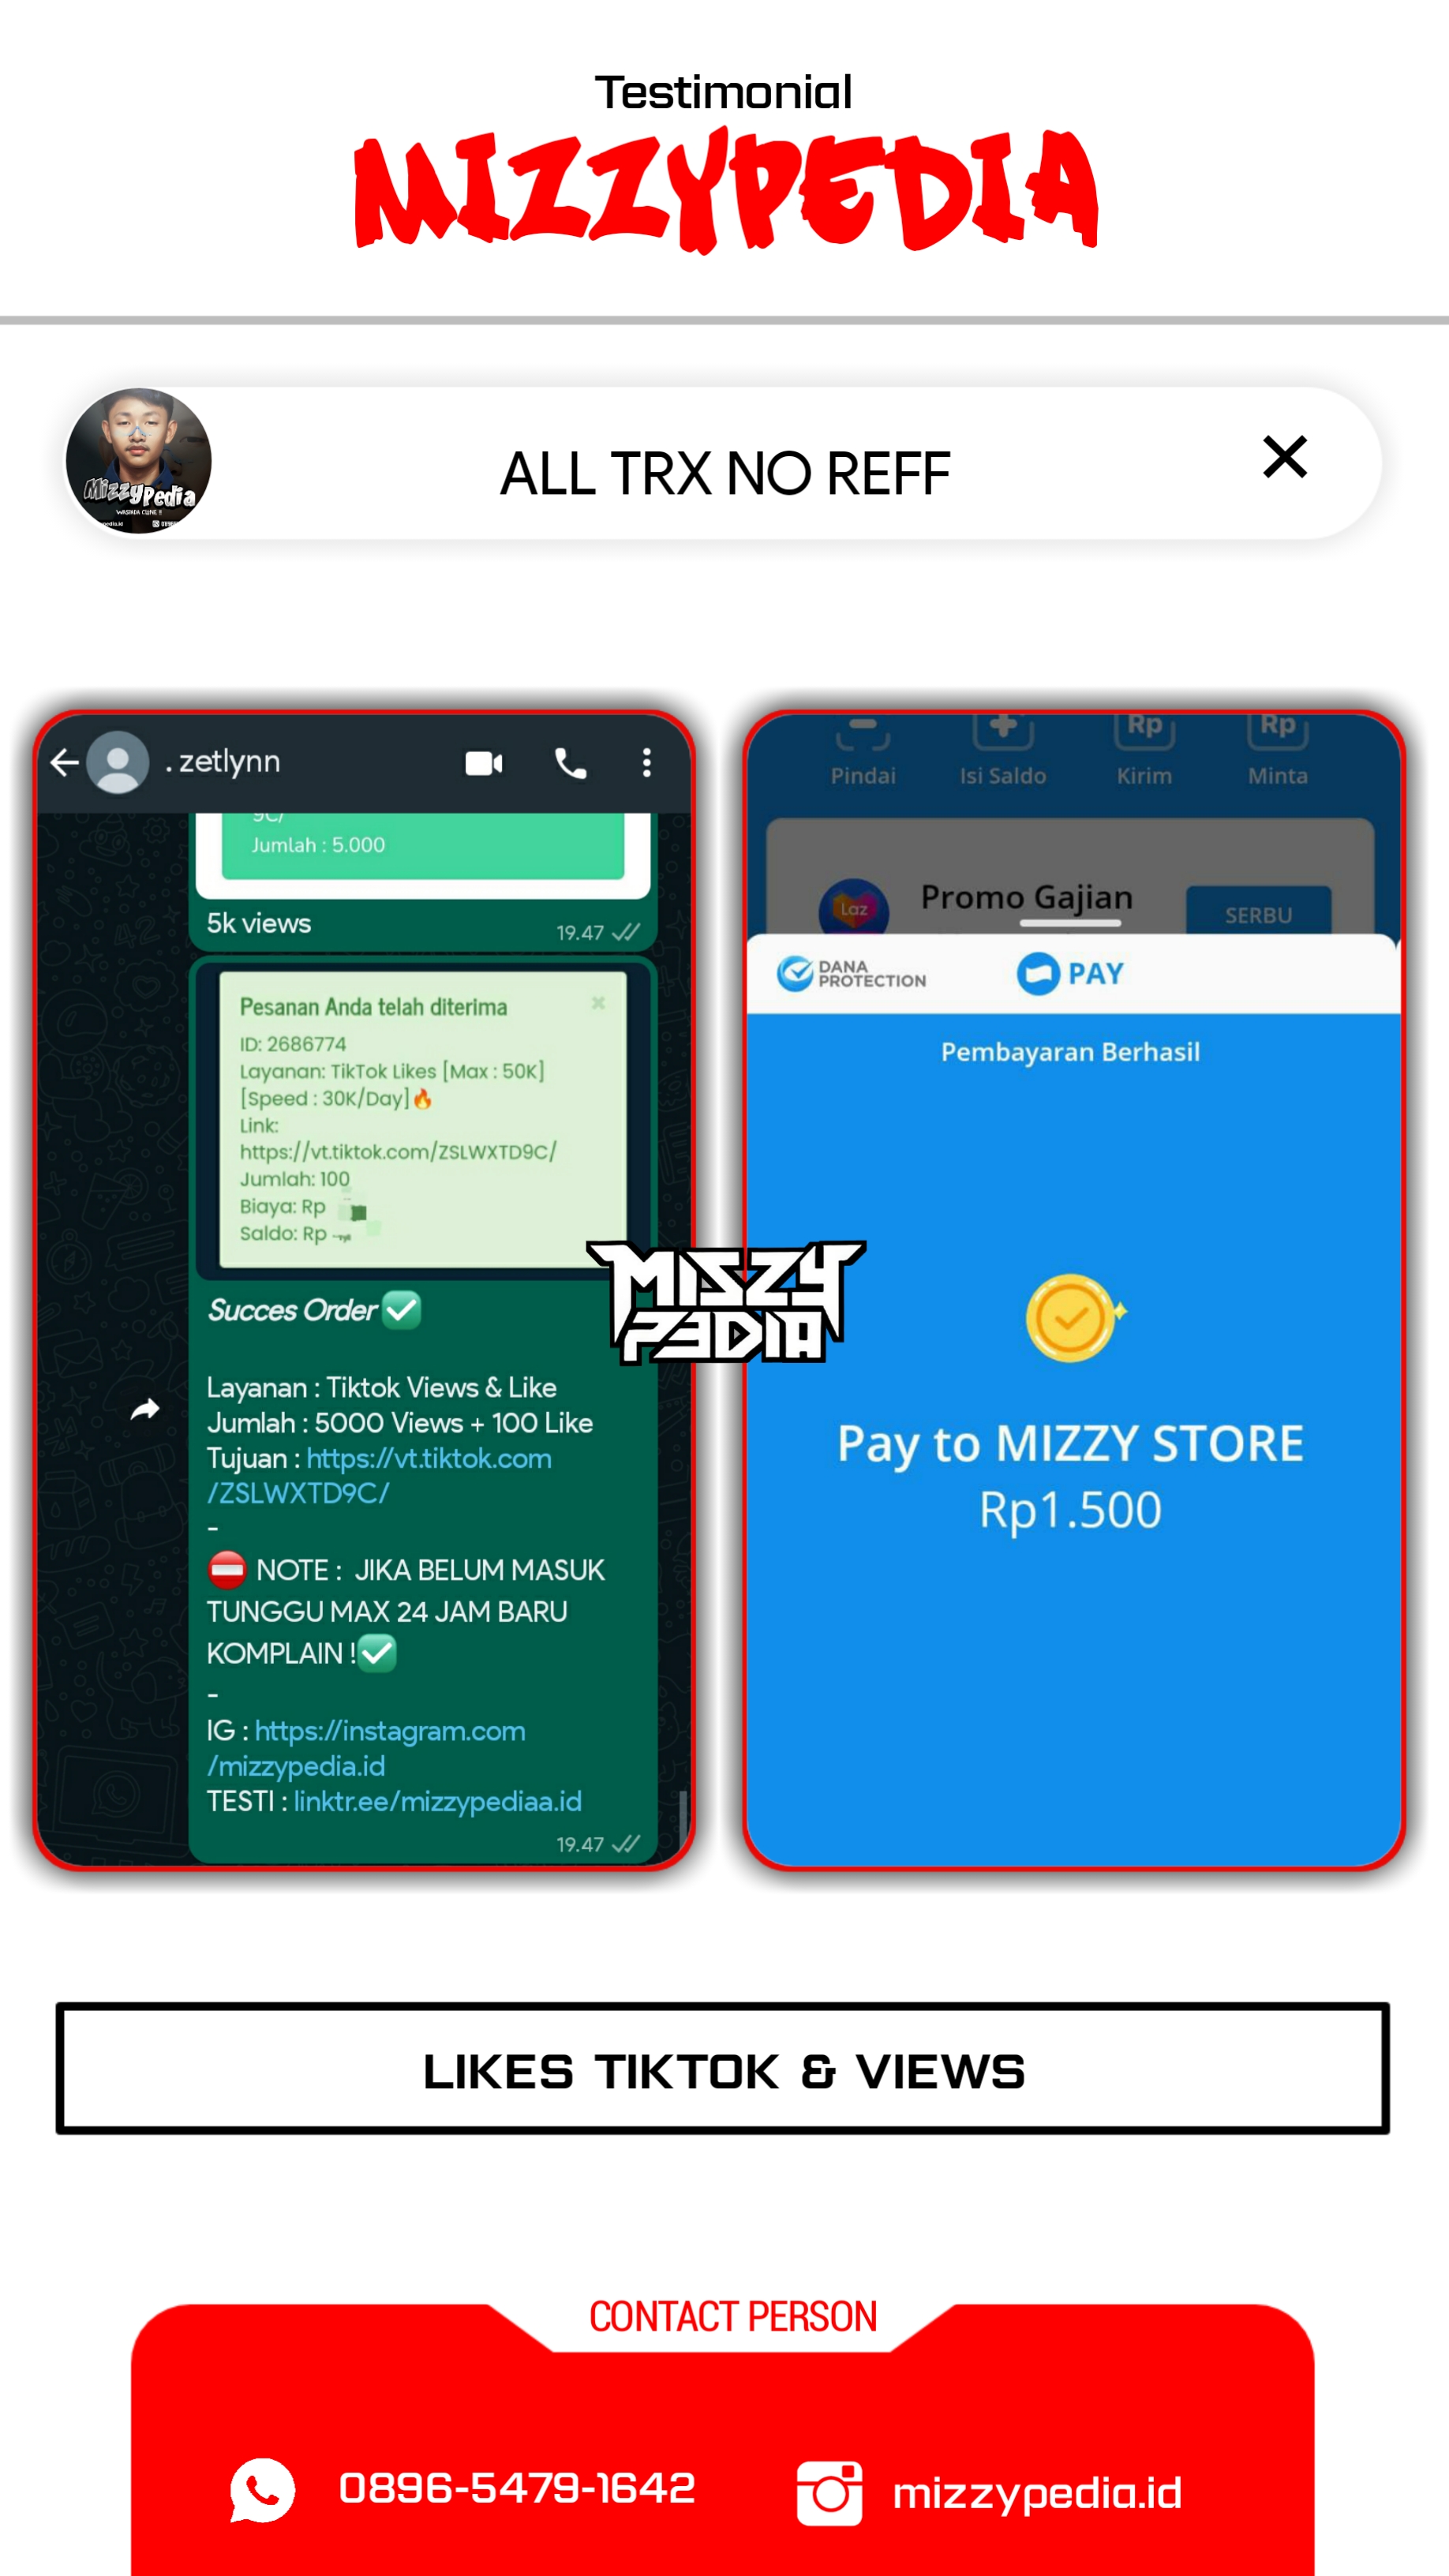 Testimonial
MIZZYPEDIA
MizzyPedia
ALL TRX NO REFF
. zetlynn
9C/
Jumlah : 5.000
5k views
19.47
Pesanan Anda telah diterima
ID: 2686774
Layanan: TikTok Likes [Max : 50K]
[Speed : 30K/Day]🔥
Link:
https://vt.tiktok.com/ZSLWXTD9C/
Jumlah: 100
Biaya: Rp
Saldo: Rp
Succes Order ✅
Layanan : Tiktok Views & Like
Jumlah : 5000 Views + 100 Like
Tujuan : https://vt.tiktok.com
/ZSLWXTD9C/
-
⛔ NOTE : JIKA BELUM MASUK
TUNGGU MAX 24 JAM BARU
KOMPLAIN !✅
-
IG : https://instagram.com
/mizzypedia.id
TESTI : linktr.ee/mizzypediaa.id
19.47
MIZZY
P3DIA
Rp
Rp
Pindai
Isi Saldo
Kirim
Minta
Laz
Promo Gajian
SERBU
DANA
PROTECTION
PAY
Pembayaran Berhasil
Pay to MIZZY STORE
Rp1.500
LIKES TIKTOK & VIEWS
CONTACT PERSON
0896-5479-1642
mizzypedia.id